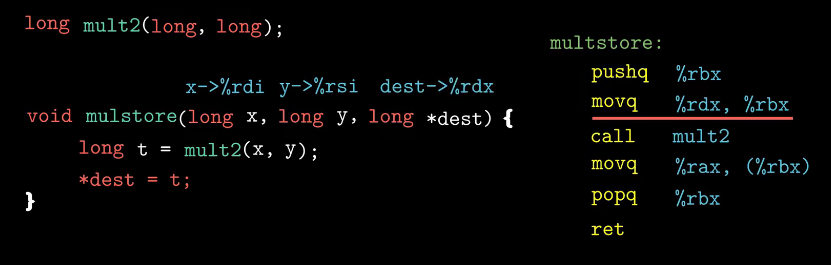 long mult2(long, long);
x->%rdi y->%rsi dest->%rdx
void mulstore(long x, long y, long *dest) {
long t = mult2(x, y);
*dest = t;
}
multstore:
pushq %rbx
movq %rdx, %rbx
call mult2
movq %rax, (%rbx)
popq %rbx
ret